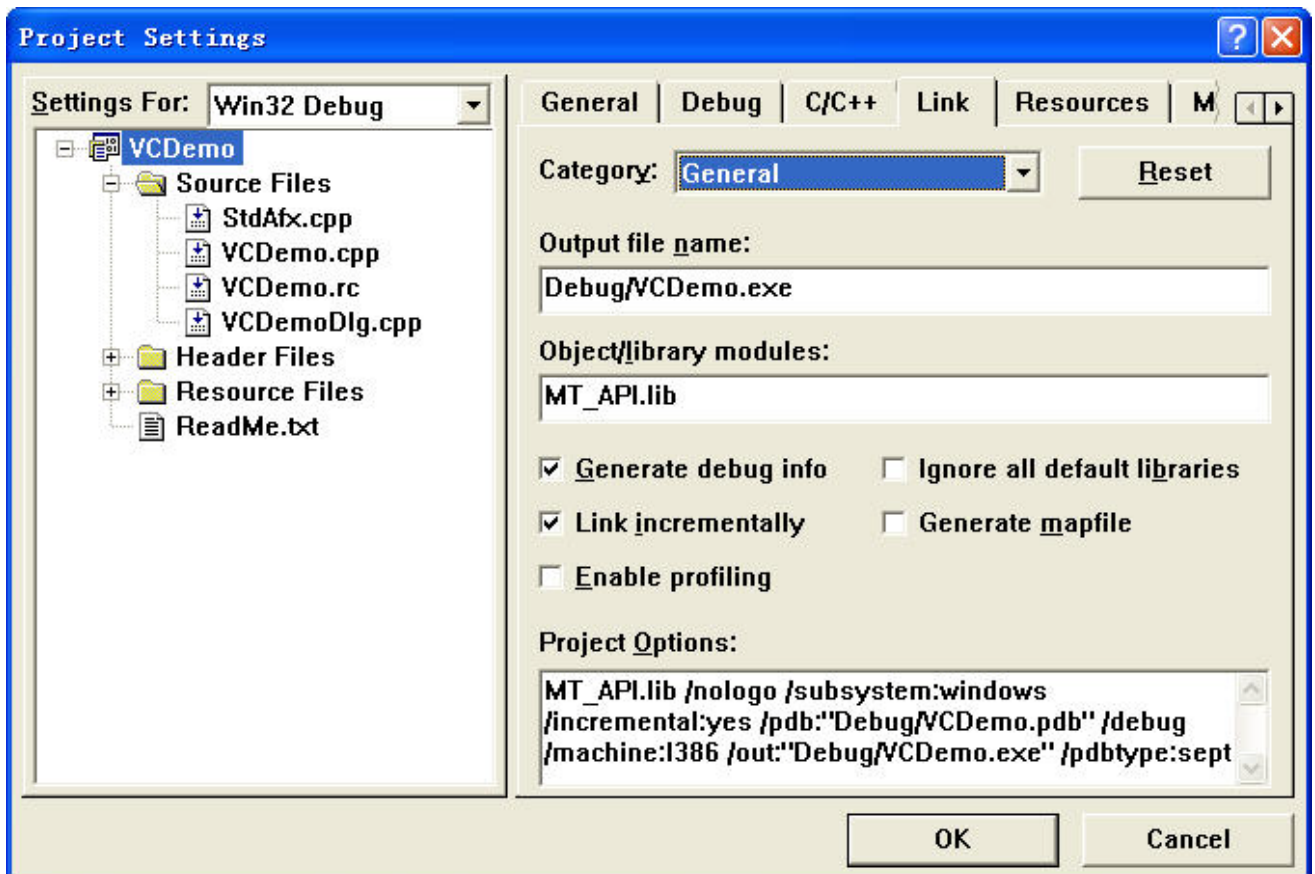 Project Settings
Settings For: Win32 Debug
VCDemo
Source Files
StdAfx.cpp
VCDemo.cpp
VCDemo.rc
VCDemoDlg.cpp
Header Files
Resource Files
ReadMe.txt
General Debug C/C++ Link Resources M
Category: General Reset
Output file name:
Debug/VCDemo.exe
Object/library modules:
MT_API.lib
Generate debug info Ignore all default libraries
Link incrementally Generate mapfile
Enable profiling
Project Options:
MT_API.lib /nologo /subsystem:windows
/incremental:yes /pdb:"Debug/VCDemo.pdb" /debug
/machine:I386 /out:"Debug/VCDemo.exe" /pdbtype:sept
OK Cancel